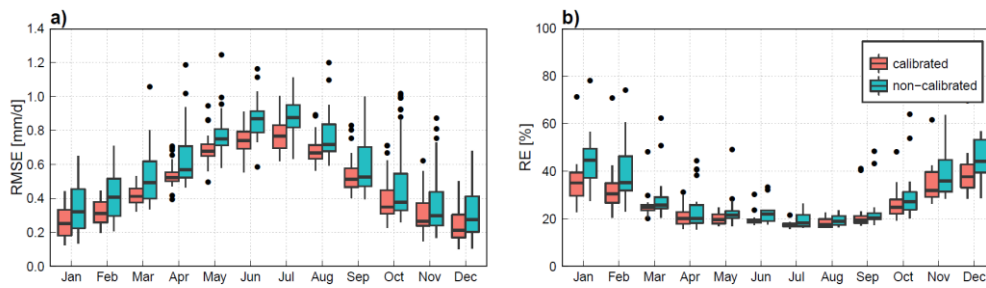 a)
RMSE [mm/d]
1.4
1.2
1.0
0.8
0.6
0.4
0.2
0.0
Jan Feb Mar Apr May Jun Jul Aug Sep Oct Nov Dec
b)
RE [%]
100
80
60
40
20
0
Jan Feb Mar Apr May Jun Jul Aug Sep Oct Nov Dec
calibrated
non-calibrated